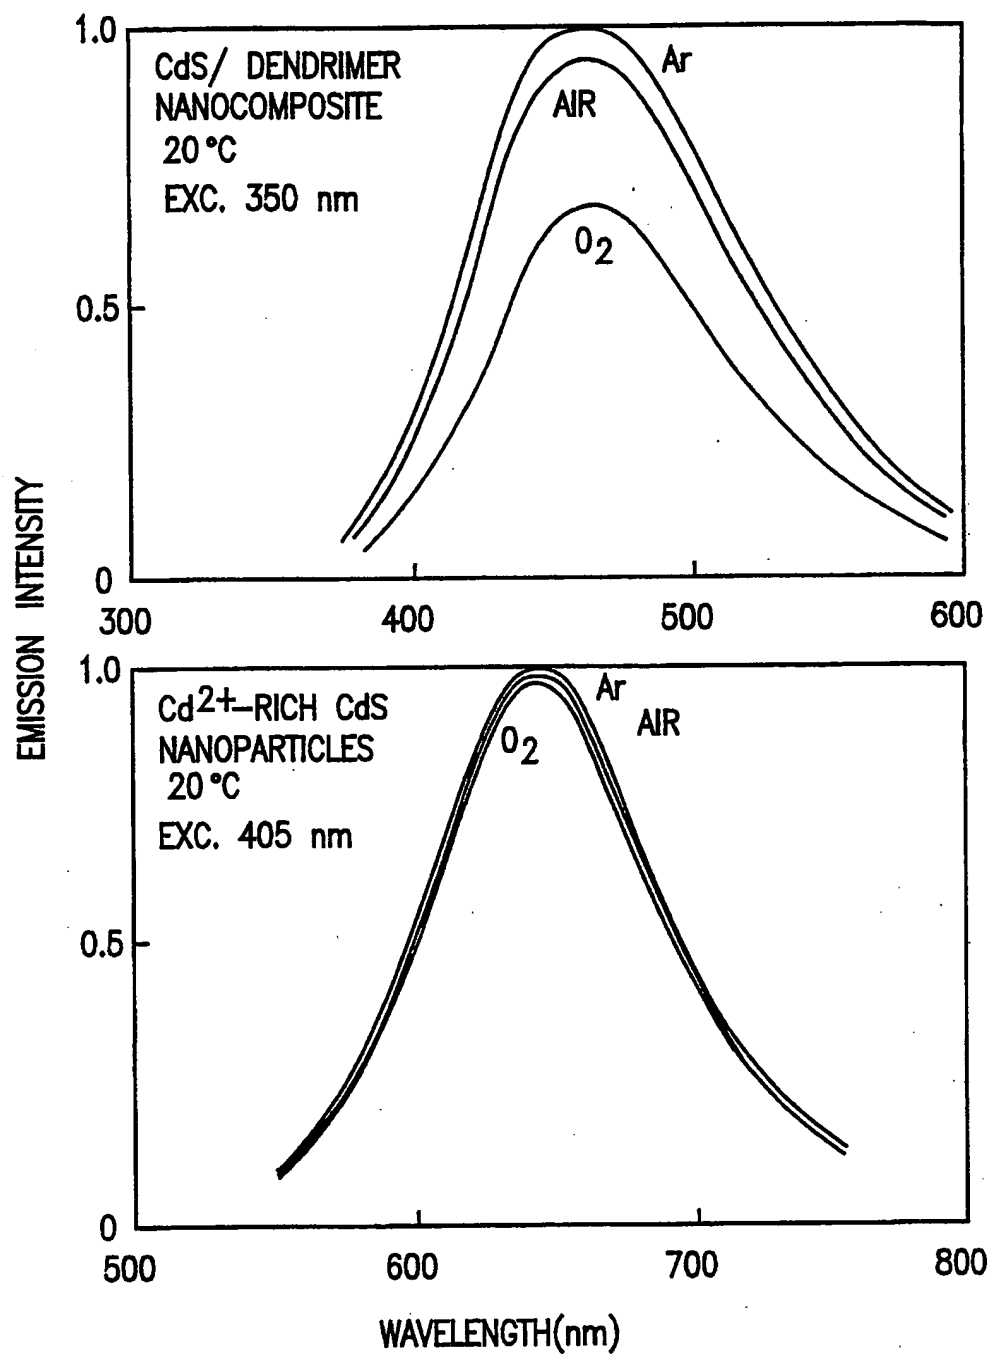 1.0
CdS/ DENDRIMER
NANOCOMPOSITE
20°C
EXC. 350 nm
Ar
AIR
O2
0.5
0
300 400 500 600
EMISSION INTENSITY
1.0
Cd2+-RICH CdS
NANOPARTICLES
20°C
EXC. 405 nm
Ar
AIR
O2
0.5
0
500 600 700 800
WAVELENGTH(nm)